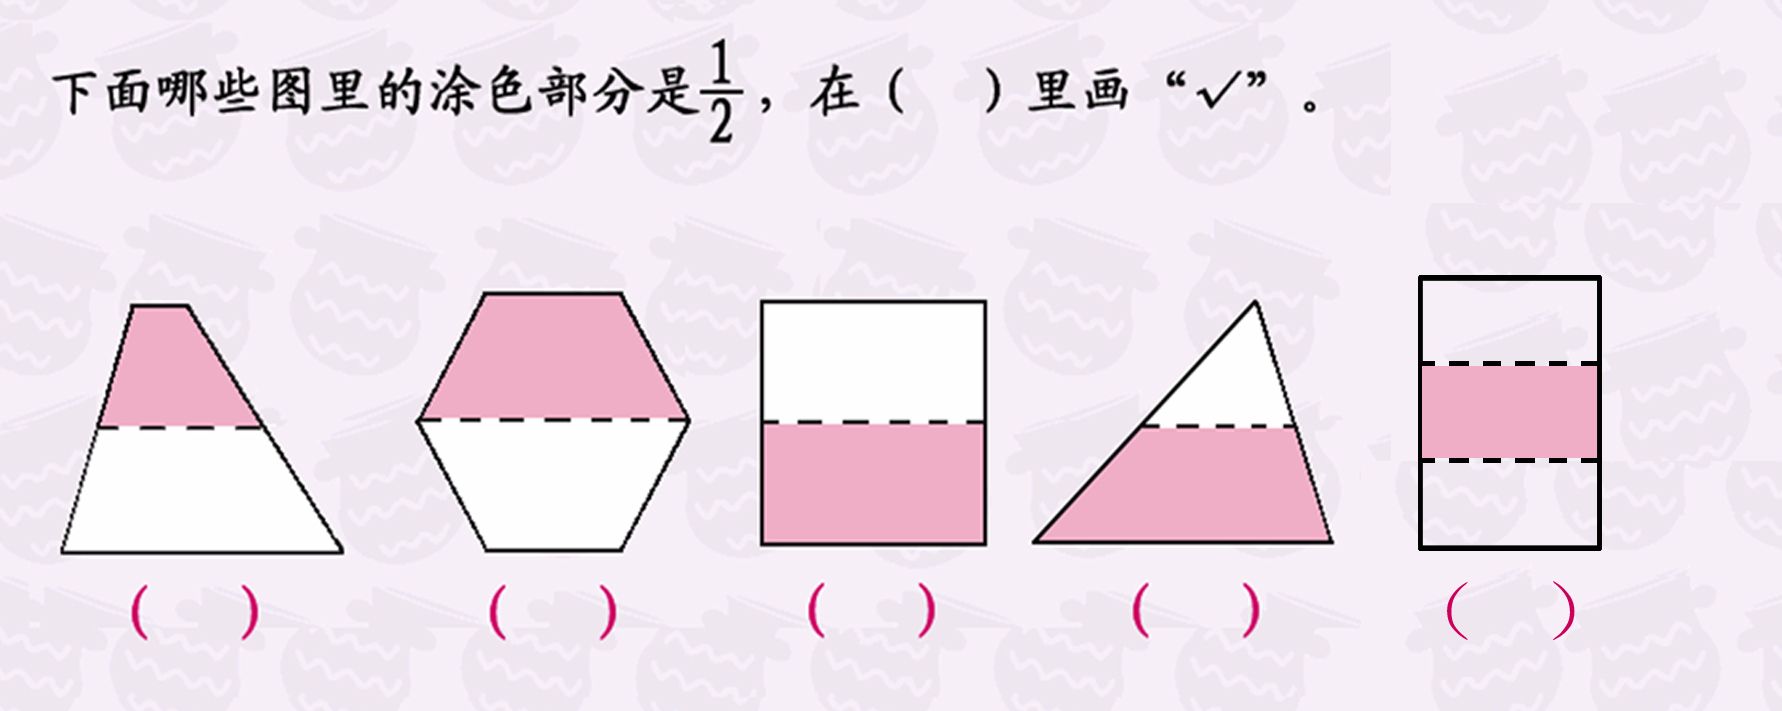 下面哪些图里的涂色部分是1/2，在（　）里画“✓”。
（　） （　） （　） （　） （　）